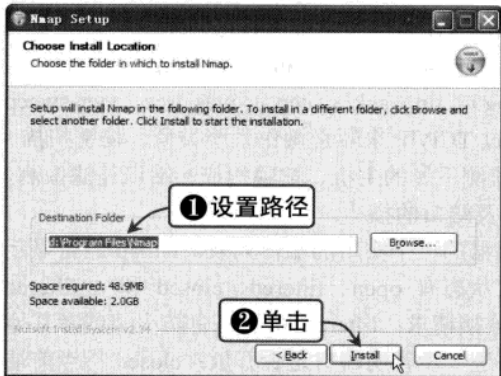 Nmap Setup
Choose Install Location
Choose the folder in which to install Nmap.
Setup will install Nmap in the following folder. To install in a different folder, click Browse and
select another folder. Click Install to start the installation.
❶设置路径
Destination Folder
d:\Program Files\Nmap
Browse...
Space required: 48.9MB
Space available: 2.0GB
❷单击
Nullsoft Install System v2.34
< Back
Install
Cancel